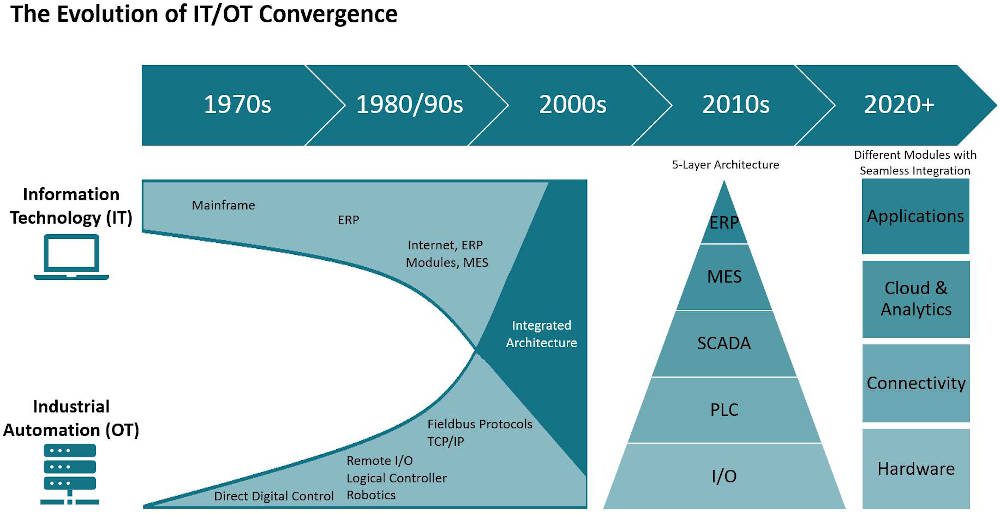 The Evolution of IT/OT Convergence
1970s
1980/90s
2000s
2010s
2020+
Information
Technology (IT)
Mainframe
ERP
Internet, ERP
Modules, MES
Integrated
Architecture
Industrial
Automation (OT)
Fieldbus Protocols
TCP/IP
Remote I/O
Logical Controller
Robotics
Direct Digital Control
5-Layer Architecture
ERP
MES
SCADA
PLC
I/O
Different Modules with
Seamless Integration
Applications
Cloud &
Analytics
Connectivity
Hardware